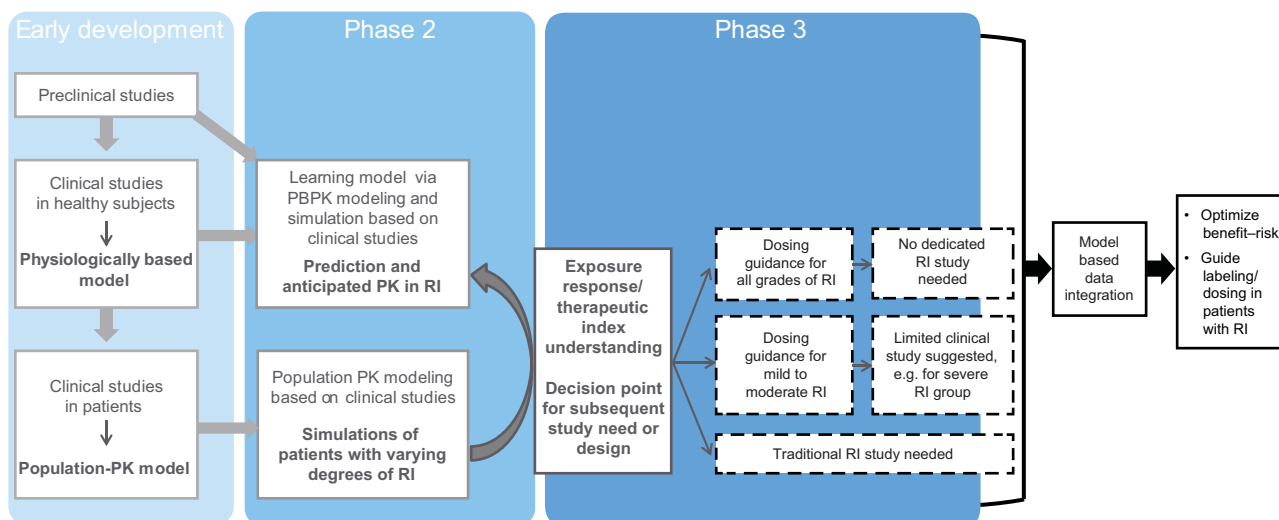 Early development
Phase 2
Phase 3
Preclinical studies
Clinical studies
in healthy subjects
Physiologically based
model
Clinical studies
in patients
Population-PK model
Learning model via
PBPK modeling and
simulation based on
clinical studies
Prediction and
anticipated PK in RI
Population PK modeling
based on clinical studies
Simulations of
patients with varying
degrees of RI
Exposure
response/
therapeutic
index
understanding
Decision point
for subsequent
study need or
design
Dosing
guidance for
all grades of RI
No dedicated
RI study
needed
Dosing
guidance for
mild to
moderate RI
Limited clinical
study suggested,
e.g. for severe
RI group
Traditional RI study needed
Model
based
data
integration
• Optimize
benefit–risk
• Guide
labeling/
dosing in
patients
with RI